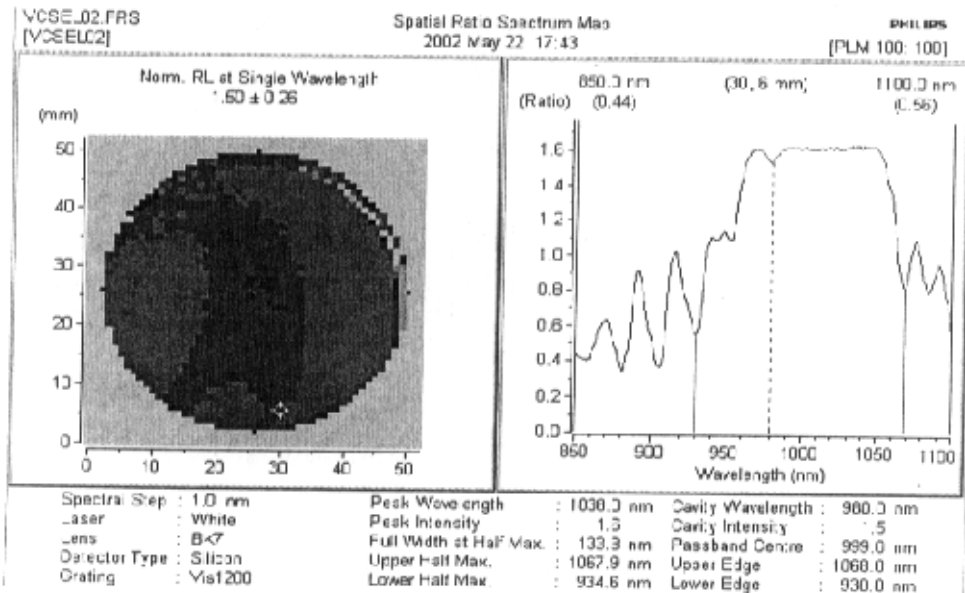 VCSEL02.FRS
[VCSEL02]
Spatial Ratio Spectrum Map
2002 May 22 17:43
PHILIPS
[PLM 100: 100]
Norm. RL at Single Wavelength
1.60 ± 0.26
(mm)
50
40
30
20
10
0
0 10 20 30 40 50
850.0 nm (30, 6 mm) 1100.0 nm
(Ratio) (0.44) (0.56)
1.6
1.4
1.2
1.0
0.8
0.6
0.4
0.2
0.0
850 900 950 1000 1050 1100
Wavelength (nm)
Spectral Step : 1.0 nm
Laser : White
Lens : BK7
Detector Type : Silicon
Grating : Vis1200
Peak Wavelength : 1038.0 nm
Peak Intensity : 1.6
Full Width at Half Max. : 133.3 nm
Upper Half Max. : 1067.9 nm
Lower Half Max. : 934.6 nm
Cavity Wavelength : 980.0 nm
Cavity Intensity : 1.5
Passband Centre : 999.0 nm
Upper Edge : 1068.0 nm
Lower Edge : 930.0 nm